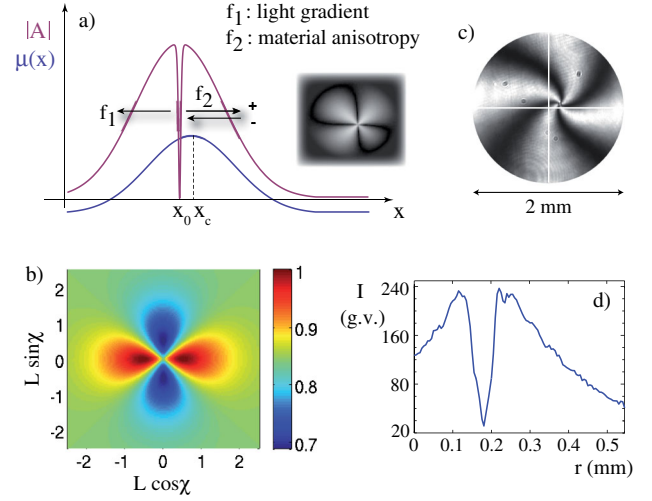 a)
|A|
μ(x)
f1 : light gradient
f2 : material anisotropy
f1
f2
+
-
x0 xc
x
c)
2 mm
b)
L sinχ
2
1
0
-1
-2
-2 -1 0 1 2
L cosχ
1
0.9
0.8
0.7
d)
I
(g.v.)
240
160
80
20
0 0.1 0.2 0.3 0.4 0.5
r (mm)